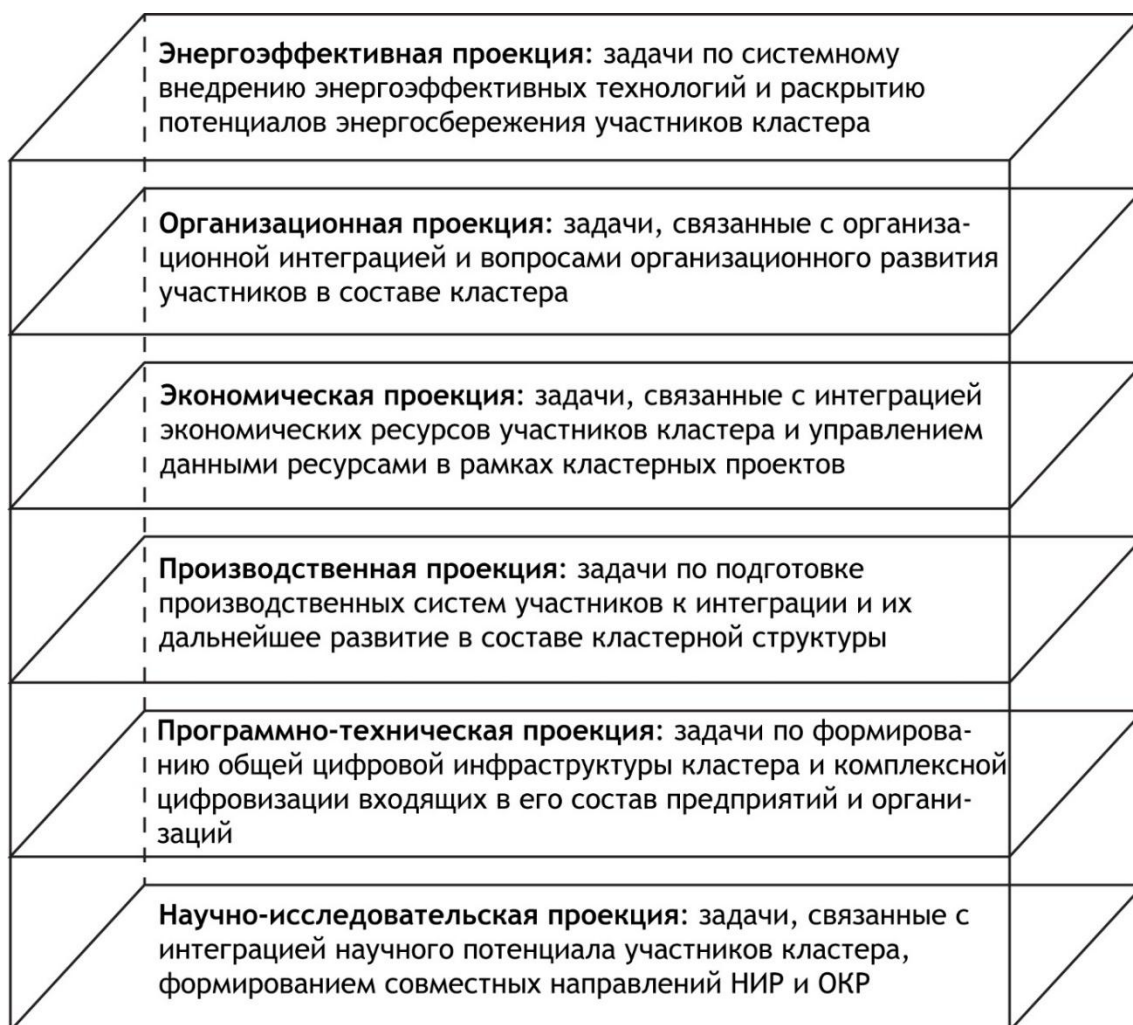 Энергоэффективная проекция: задачи по системному
внедрению энергоэффективных технологий и раскрытию
потенциалов энергосбережения участников кластера
Организационная проекция: задачи, связанные с организа-
ционной интеграцией и вопросами организационного развития
участников в составе кластера
Экономическая проекция: задачи, связанные с интеграцией
экономических ресурсов участников кластера и управлением
данными ресурсами в рамках кластерных проектов
Производственная проекция: задачи по подготовке
производственных систем участников к интеграции и их
дальнейшее развитие в составе кластерной структуры
Программно-техническая проекция: задачи по формирова-
нию общей цифровой инфраструктуры кластера и комплексной
цифровизации входящих в его состав предприятий и органи-
заций
Научно-исследовательская проекция: задачи, связанные с
интеграцией научного потенциала участников кластера,
формированием совместных направлений НИР и ОКР